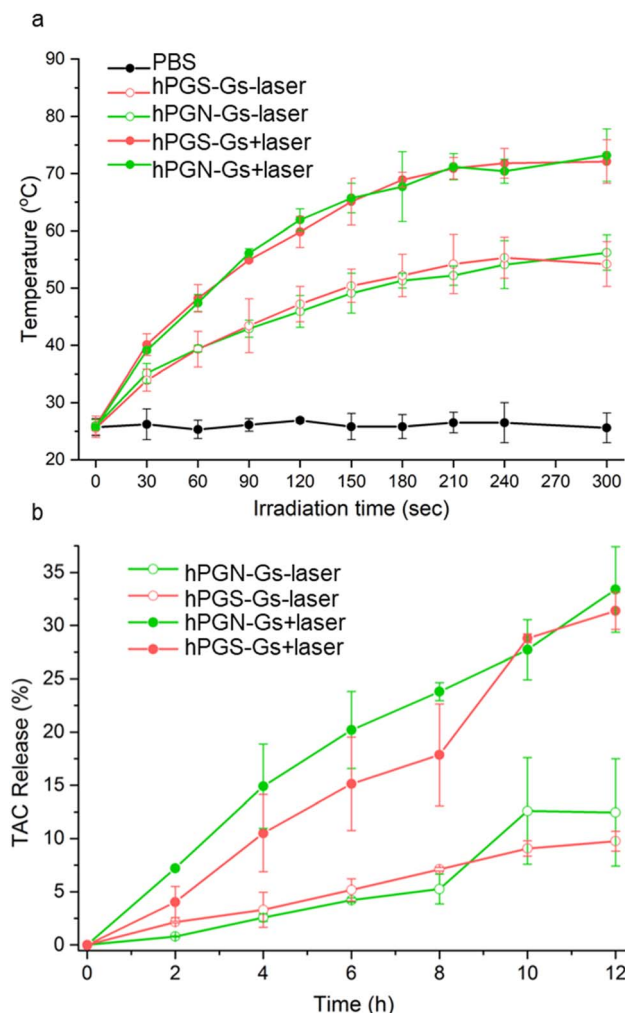 a
90
80
70
60
50
40
30
20
Temperature (°C)
PBS
hPGS-Gs-laser
hPGN-Gs-laser
hPGS-Gs+laser
hPGN-Gs+laser
0 30 60 90 120 150 180 210 240 270 300
Irradiation time (sec)
b
35
30
25
20
15
10
5
0
TAC Release (%)
hPGN-Gs-laser
hPGS-Gs-laser
hPGN-Gs+laser
hPGS-Gs+laser
0 2 4 6 8 10 12
Time (h)